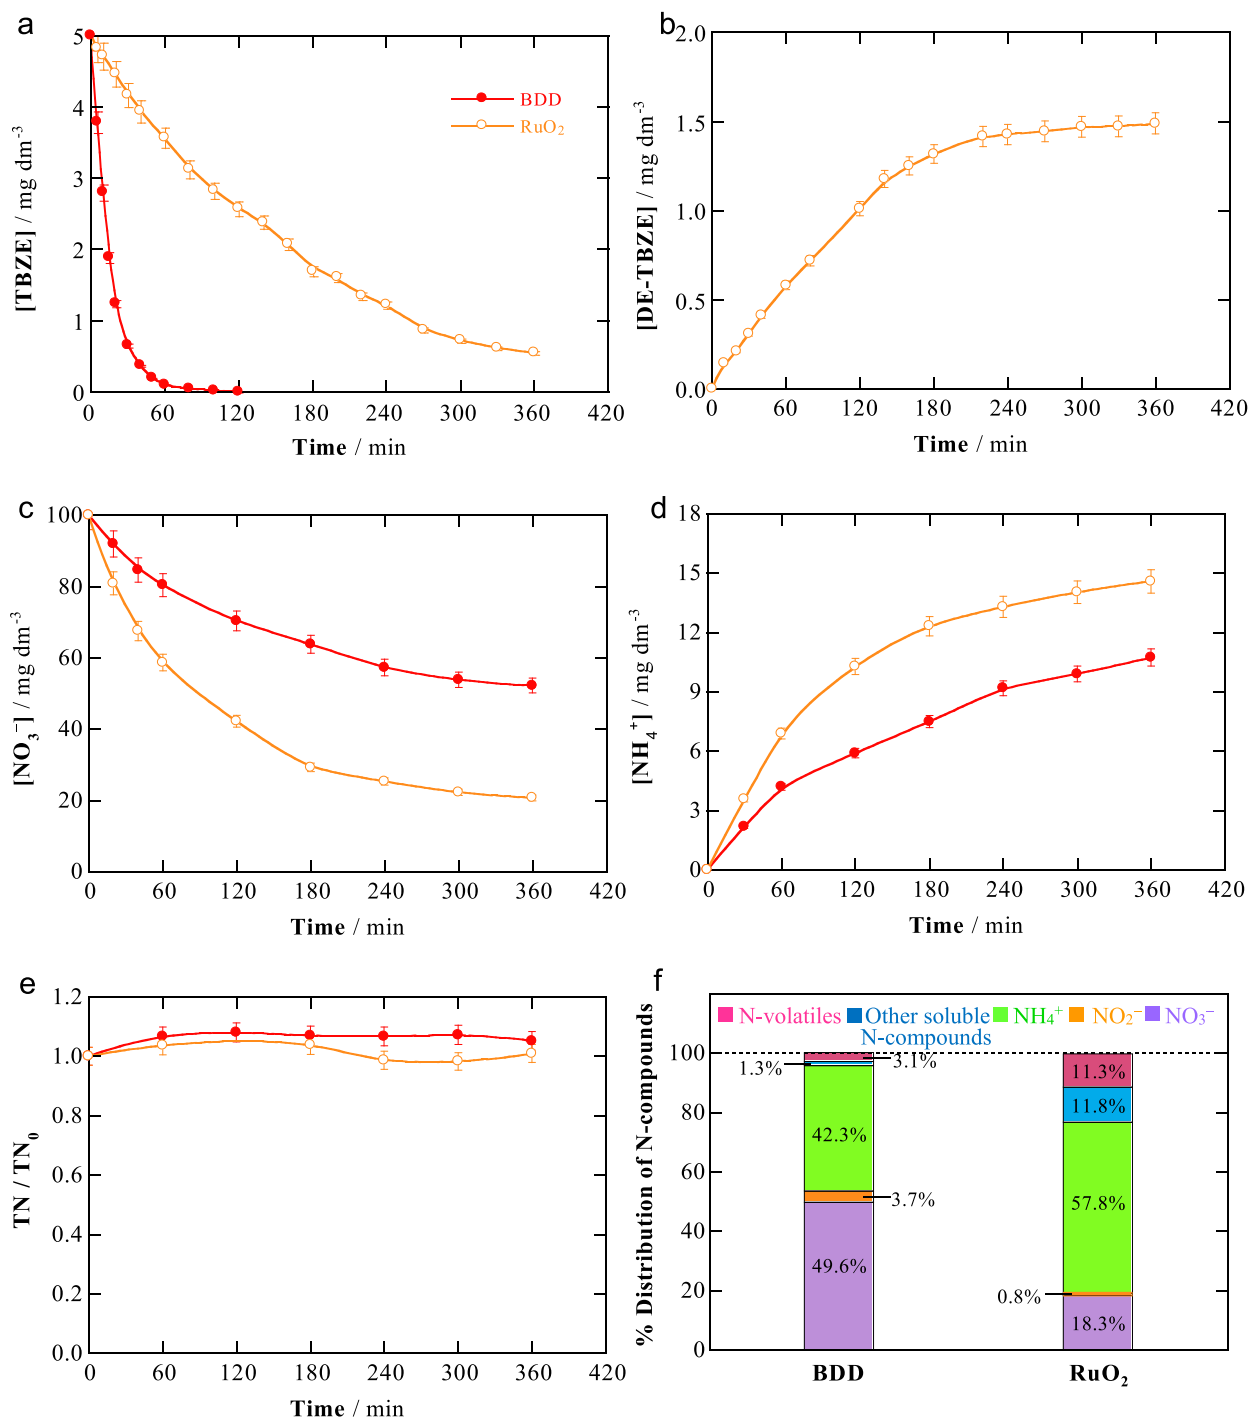 a
[TBZE] / mg dm⁻³
5
4
3
2
1
0
BDD
RuO₂
0 60 120 180 240 300 360 420
Time / min
b
[DE-TBZE] / mg dm⁻³
2.0
1.5
1.0
0.5
0.0
0 60 120 180 240 300 360 420
Time / min
c
[NO₃⁻] / mg dm⁻³
100
80
60
40
20
0
0 60 120 180 240 300 360 420
Time / min
d
[NH₄⁺] / mg dm⁻³
18
15
12
9
6
3
0
0 60 120 180 240 300 360 420
Time / min
e
TN / TN₀
1.2
1.0
0.8
0.6
0.4
0.2
0.0
0 60 120 180 240 300 360 420
Time / min
f
% Distribution of N-compounds
N-volatiles Other soluble NH₄⁺ NO₂⁻ NO₃⁻
N-compounds
100
80
60
40
20
0
3.1%
1.3%
42.3%
3.7%
49.6%
11.3%
11.8%
57.8%
0.8%
18.3%
BDD RuO₂